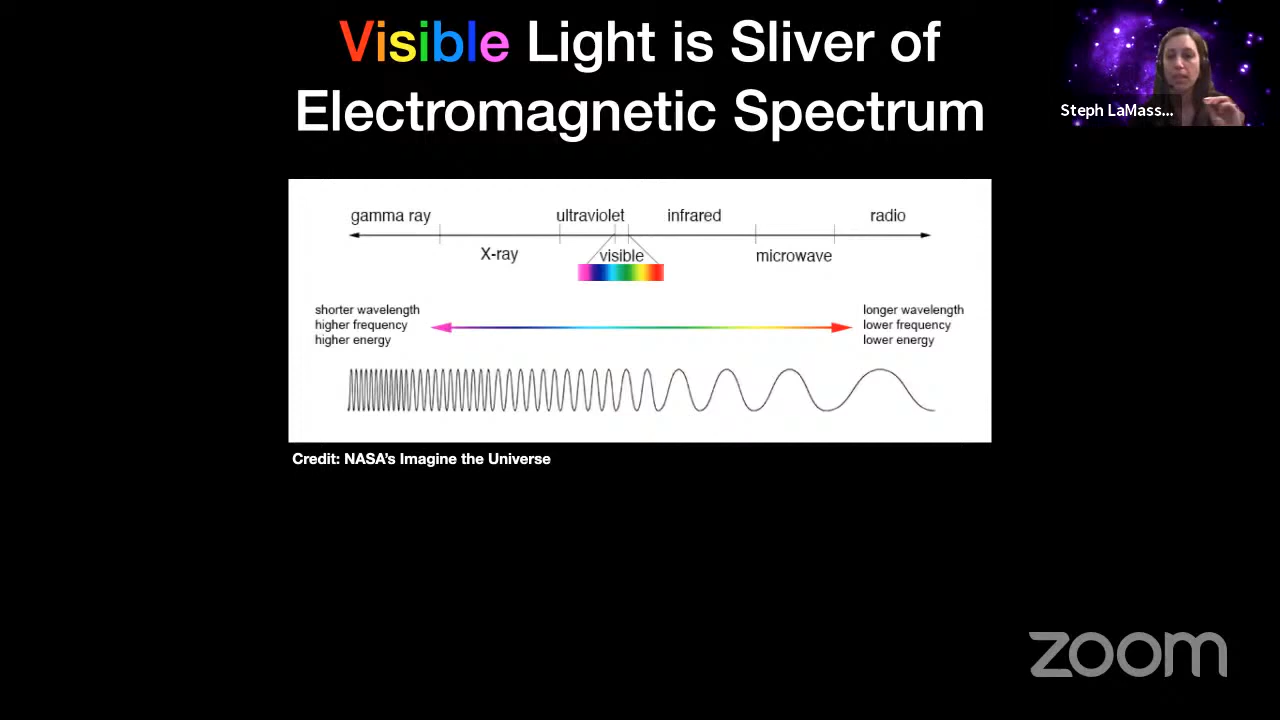 Visible Light is Sliver of
Electromagnetic Spectrum
Steph LaMass...
gamma ray
ultraviolet
infrared
radio
X-ray
visible
microwave
shorter wavelength
higher frequency
higher energy
longer wavelength
lower frequency
lower energy
Credit: NASA's Imagine the Universe
zoom